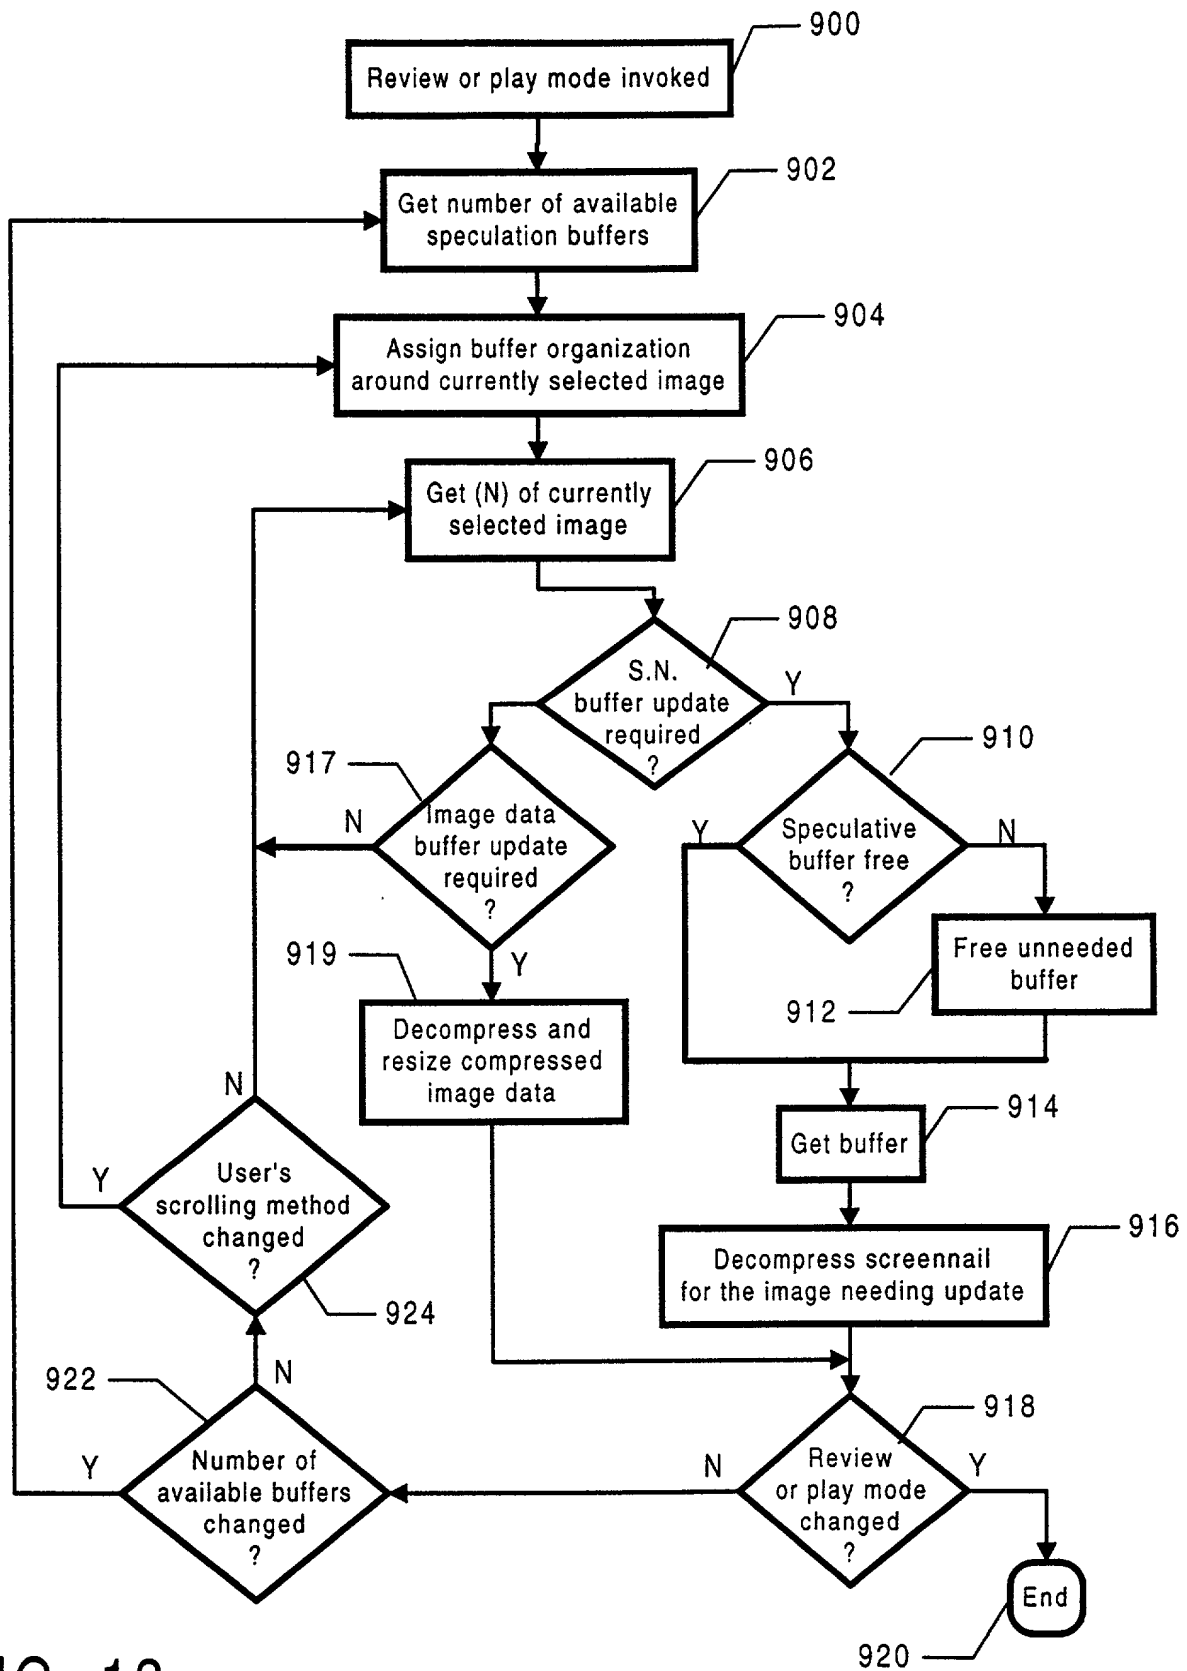 900
Review or play mode invoked
902
Get number of available
speculation buffers
904
Assign buffer organization
around currently selected image
906
Get (N) of currently
selected image
908
S.N.
buffer update
required
?
Y
910
917
Image data
buffer update
required
?
N
Speculative
buffer free
?
Y
N
Free unneeded
buffer
912
919
Y
Decompress and
resize compressed
image data
914
Get buffer
N
User's
scrolling method
changed
?
Y
924
916
Decompress screennail
for the image needing update
922
N
Number of
available buffers
changed
?
Y
918
Review
or play mode
changed
?
N
Y
End
920